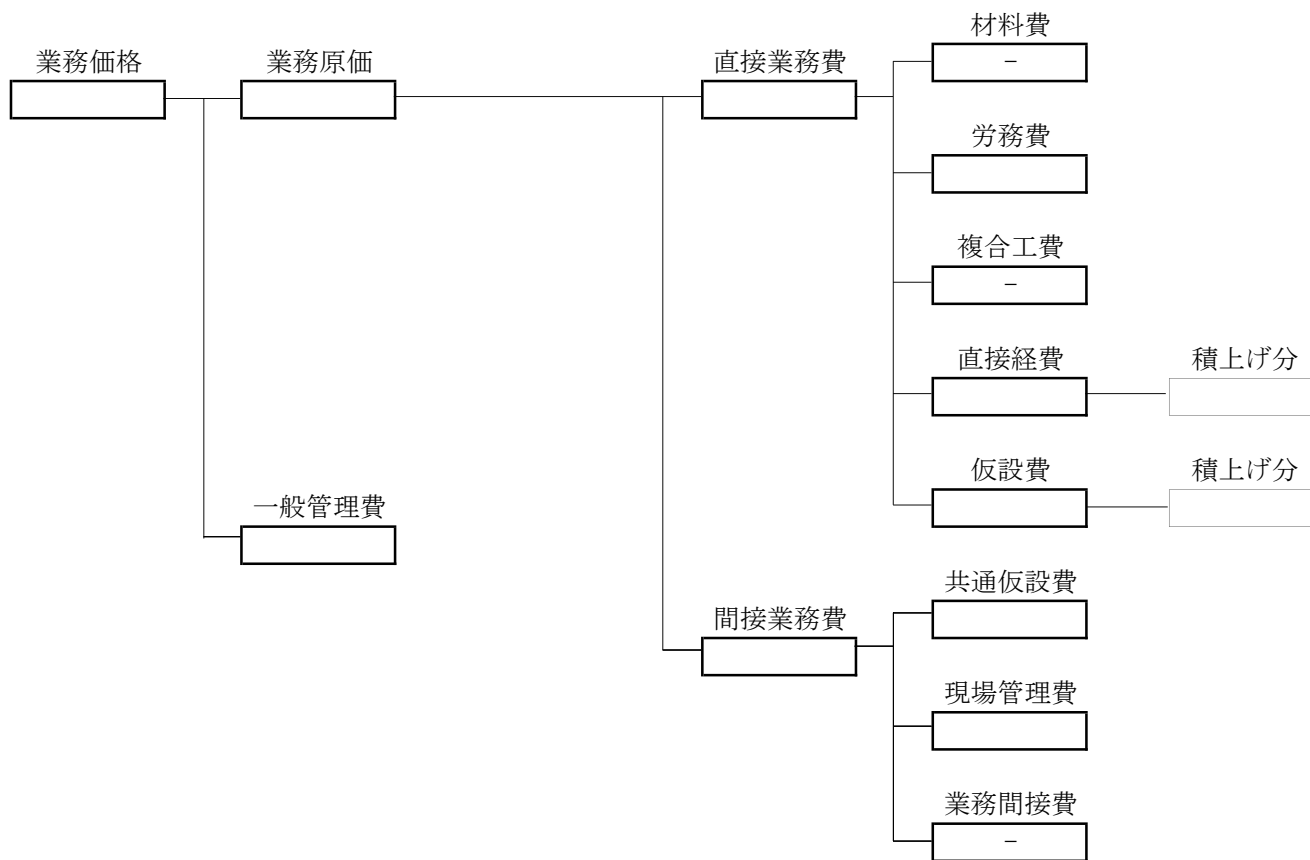 材料費
業務価格
業務原価
直接業務費
－
労務費
複合工費
－
直接経費
積上げ分
仮設費
積上げ分
一般管理費
共通仮設費
間接業務費
現場管理費
業務間接費
－